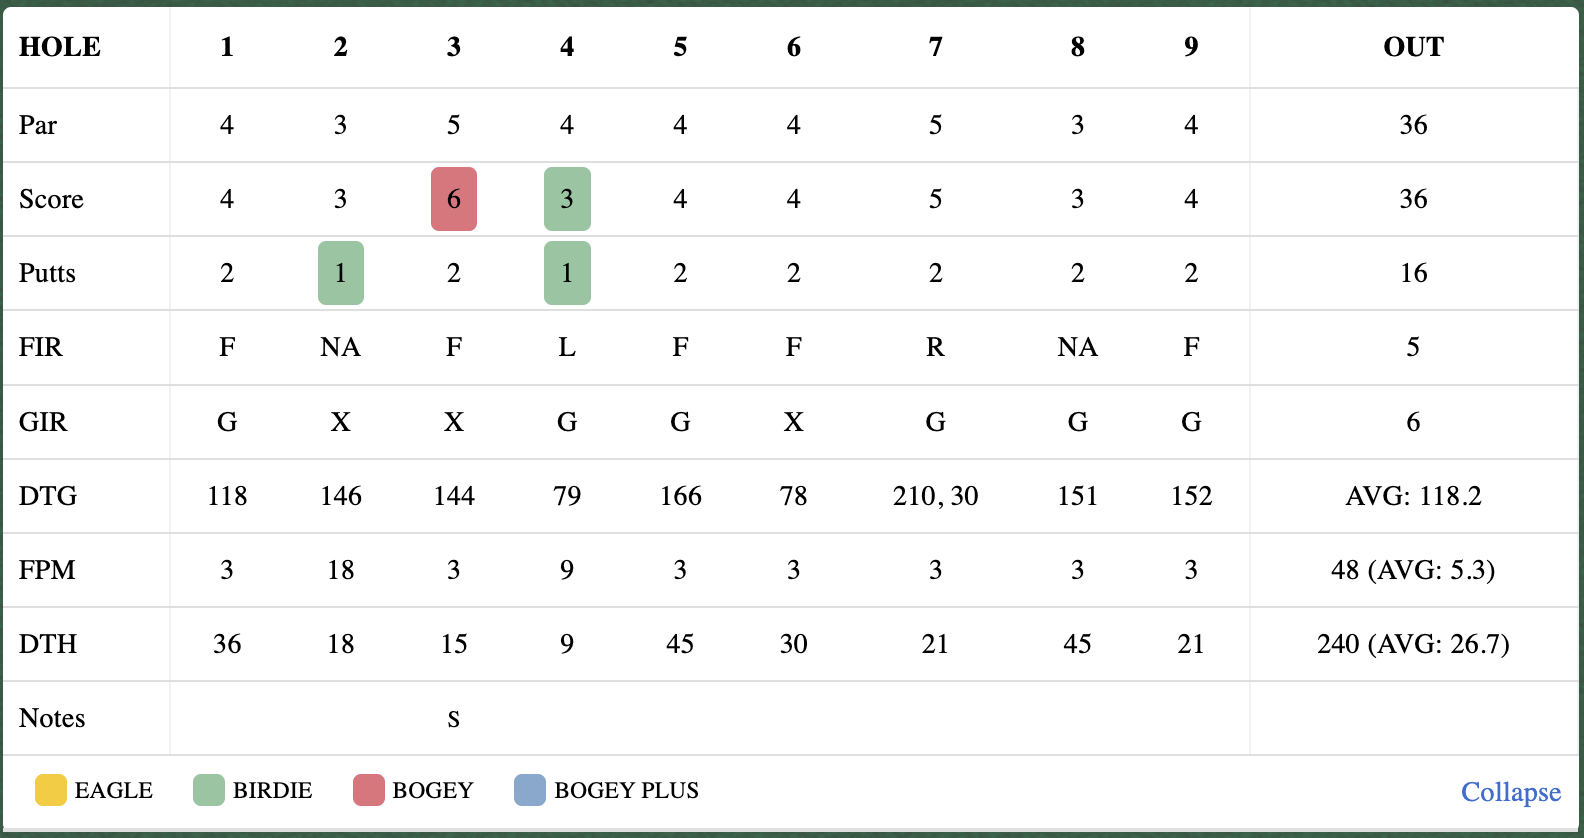 HOLE 1 2 3 4 5 6 7 8 9 OUT
Par 4 3 5 4 4 4 5 3 4 36
Score 4 3 6 3 4 4 5 3 4 36
Putts 2 1 2 1 2 2 2 2 2 16
FIR F NA F L F F R NA F 5
GIR G X X G G X G G G 6
DTG 118 146 144 79 166 78 210, 30 151 152 AVG: 118.2
FPM 3 18 3 9 3 3 3 3 3 48 (AVG: 5.3)
DTH 36 18 15 9 45 30 21 45 21 240 (AVG: 26.7)
Notes s
EAGLE BIRDIE BOGEY BOGEY PLUS Collapse